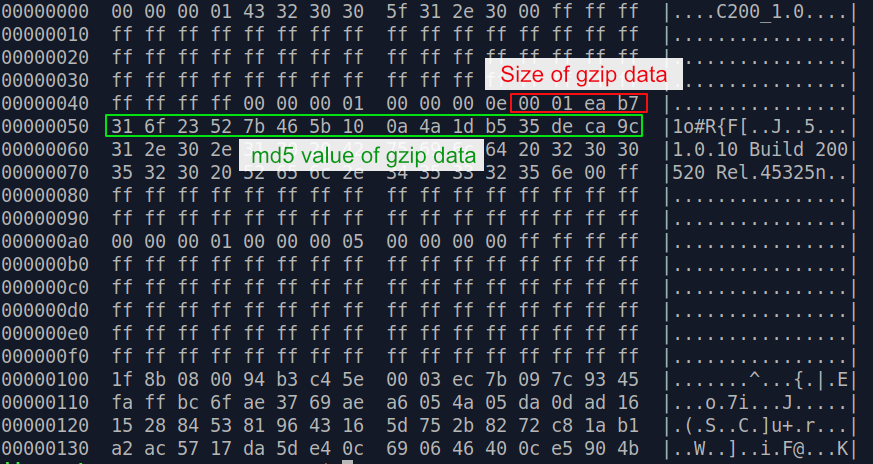 00000000 00 00 00 01 43 32 30 30 5f 31 2e 30 00 ff ff ff |....C200_1.0....|
00000010 ff ff ff ff ff ff ff ff ff ff ff ff ff ff ff ff |................|
00000020 ff ff ff ff ff ff ff ff ff ff ff ff ff ff ff ff |................|
00000030 ff ff ff ff ff ff ff ff |................|
Size of gzip data
00000040 ff ff ff ff 00 00 00 01 00 00 00 0e 00 01 ea b7 |................|
00000050 31 6f 23 52 7b 46 5b 10 0a 4a 1d b5 35 de ca 9c |1o#R{F[..J..5...|
00000060 31 2e 30 2e 64 20 32 30 30 |1.0.10 Build 200|
md5 value of gzip data
00000070 35 32 30 20 35 6e 00 ff |520 Rel.45325n..|
00000080 ff ff ff ff ff ff ff ff ff ff ff ff ff ff ff ff |................|
00000090 ff ff ff ff ff ff ff ff ff ff ff ff ff ff ff ff |................|
000000a0 00 00 00 01 00 00 00 05 00 00 00 00 ff ff ff ff |................|
000000b0 ff ff ff ff ff ff ff ff ff ff ff ff ff ff ff ff |................|
000000c0 ff ff ff ff ff ff ff ff ff ff ff ff ff ff ff ff |................|
000000d0 ff ff ff ff ff ff ff ff ff ff ff ff ff ff ff ff |................|
000000e0 ff ff ff ff ff ff ff ff ff ff ff ff ff ff ff ff |................|
000000f0 ff ff ff ff ff ff ff ff ff ff ff ff ff ff ff ff |................|
00000100 1f 8b 08 00 94 b3 c4 5e 00 03 ec 7b 09 7c 93 45 |.......^...{.|.E|
00000110 fa ff bc 6f ae 37 69 ae a6 05 4a 05 da 0d ad 16 |...o.7i...J.....|
00000120 15 28 84 53 81 96 43 16 5d 75 2b 82 72 c8 1a b1 |.(.S..C.]u+.r...|
00000130 a2 ac 57 17 da 5d e4 0c 69 06 46 40 0c e5 90 4b |..W..]..i.F@...K|